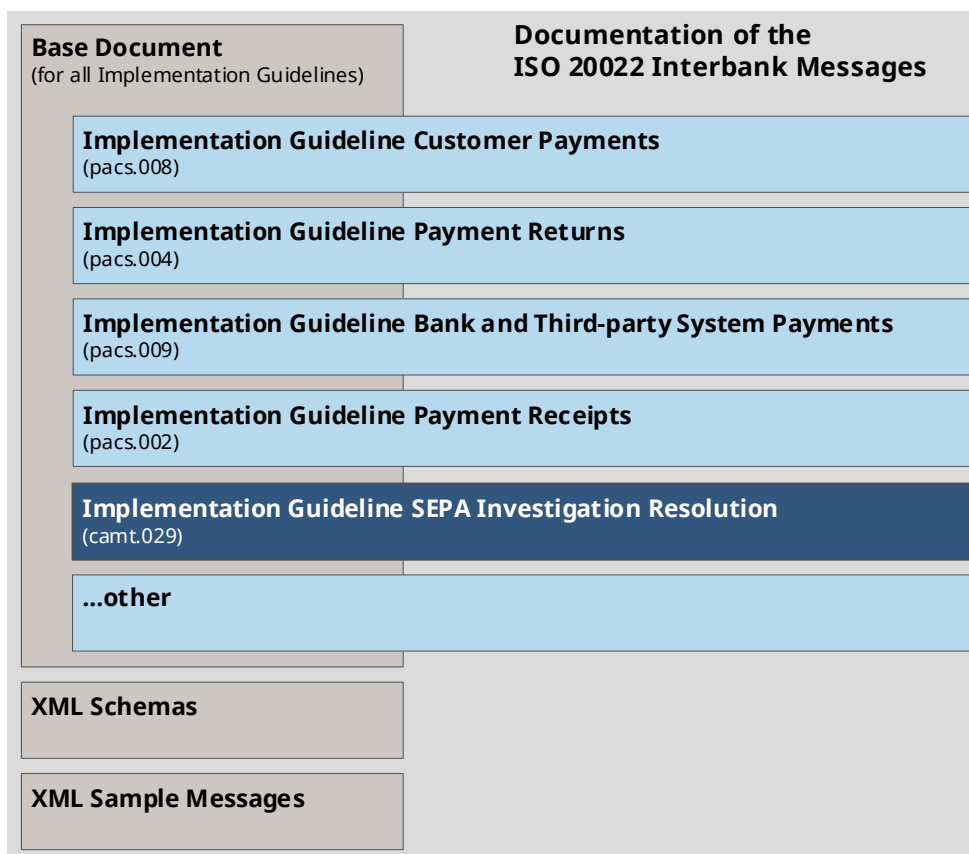 Base Document
(for all Implementation Guidelines)
Documentation of the
ISO 20022 Interbank Messages
Implementation Guideline Customer Payments
(pacs.008)
Implementation Guideline Payment Returns
(pacs.004)
Implementation Guideline Bank and Third-party System Payments
(pacs.009)
Implementation Guideline Payment Receipts
(pacs.002)
Implementation Guideline SEPA Investigation Resolution
(camt.029)
...other
XML Schemas
XML Sample Messages